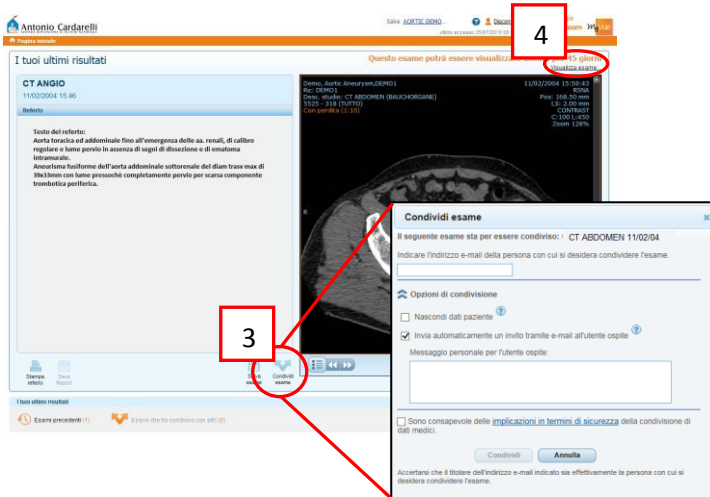 Antonio Cardarelli
Salve AORTIC DEMO...
4
Pagina iniziale
I tuoi ultimi risultati
Questo esame potrà essere visualizz
45 giorni
Visualizza esame
CT ANGIO
11/02/2004 15:46
Referto
Testo del referto:
Aorta toracica ed addominale fino all'emergenza delle aa. renali, di calibro
regolare e lume pervio in assenza di segni di dissezione e di ematoma
intramurale.
Aneurisma fusiforme dell'aorta addominale sottorenale del diam trasv max di
39x33mm con lume pressochè completamente pervio per scarsa componente
trombotica periferica.
Demo, Aortic Aneurysm,DEMO1
Ric: DEMO1
Desc. studio: CT ABDOMEN (BAUCHORGANE)
5525 - 318 (TUTTO)
Con perdita (1:10)
11/02/2004 15:50:43
RSNA
Pos: 168.50 mm
LS: 2.00 mm
CONTRAST
C:100 L:450
Zoom 128%
R
3
Stampa
referto
Save
Report
esame
Condividi
esame
I tuoi ultimi risultati
Esami precedenti (1)
Esami che ho condiviso con altri (0)
Condividi esame
Il seguente esame sta per essere condiviso: CT ABDOMEN 11/02/04
Indicare l'indirizzo e-mail della persona con cui si desidera condividere l'esame.
Opzioni di condivisione
Nascondi dati paziente
Invia automaticamente un invito tramite e-mail all'utente ospite
Messaggio personale per l'utente ospite:
Sono consapevole delle implicazioni in termini di sicurezza della condivisione di
dati medici.
Condividi
Annulla
Accertarsi che il titolare dell'indirizzo e-mail indicato sia effettivamente la persona con cui si
desidera condividere l'esame.